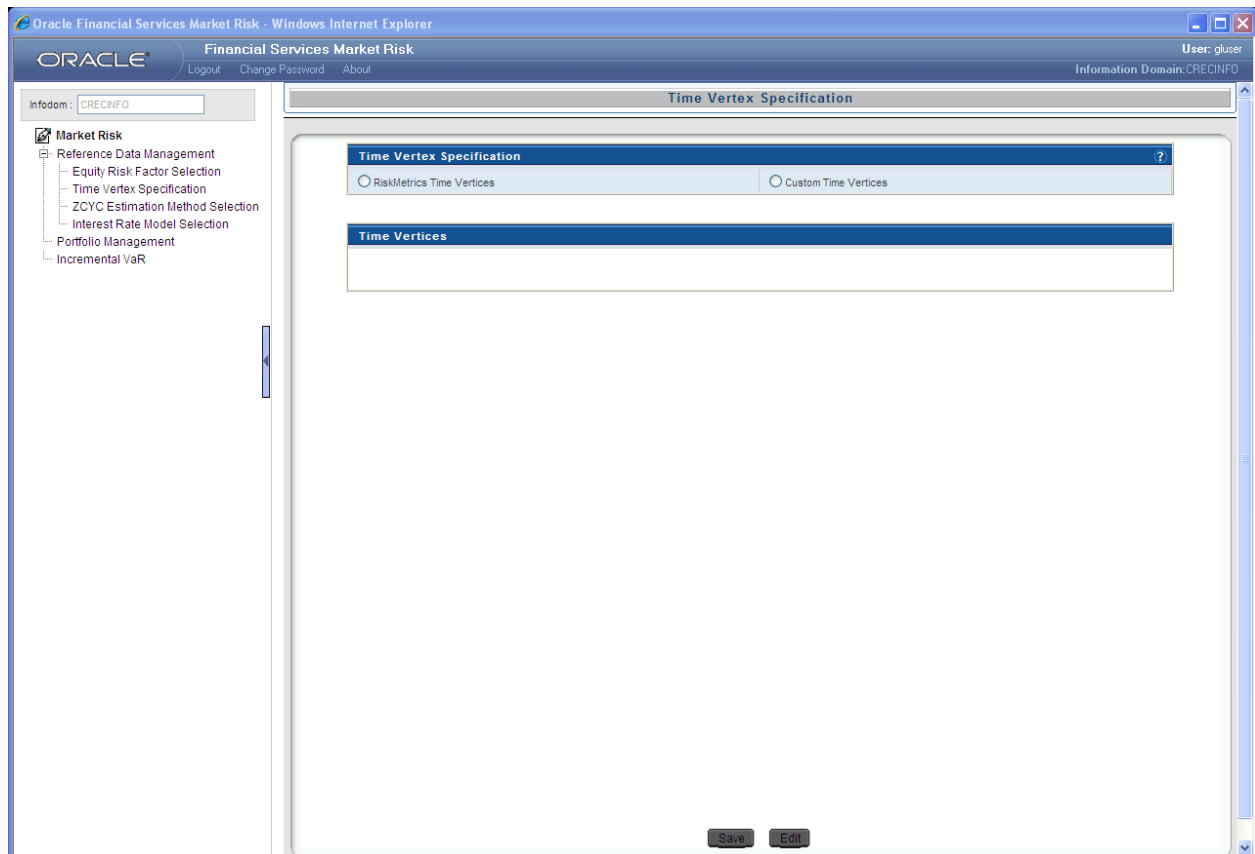 Oracle Financial Services Market Risk - Windows Internet Explorer
ORACLE
Financial Services Market Risk
User: gluser
Logout Change Password About
Information Domain:CRECINFO
Infodom : CRECINFO
Time Vertex Specification
Market Risk
Reference Data Management
Equity Risk Factor Selection
Time Vertex Specification
ZCYC Estimation Method Selection
Interest Rate Model Selection
Portfolio Management
Incremental VaR
Time Vertex Specification ?
RiskMetrics Time Vertices Custom Time Vertices
Time Vertices
Save Edit